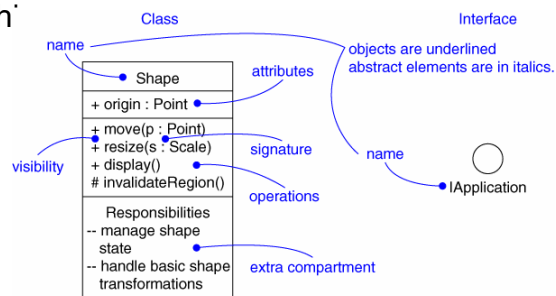 Class
Interface
name
objects are underlined
abstract elements are in italics.
Shape
attributes
+ origin : Point
+ move(p : Point)
+ resize(s : Scale)
+ display()
# invalidateRegion()
visibility
signature
operations
name
IApplication
Responsibilities
-- manage shape
state
-- handle basic shape
transformations
extra compartment